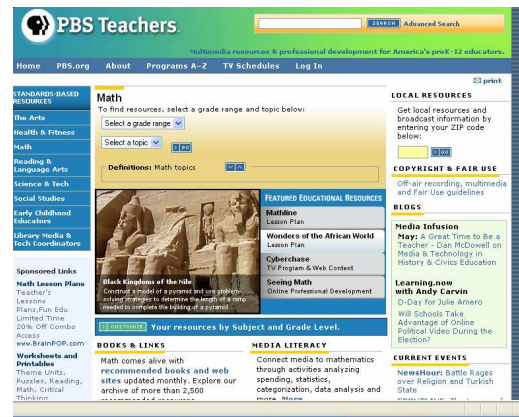 PBS Teachers
SEARCH Advanced Search
Multimedia resources & professional development for America's preK-12 educators.
Home PBS.org About Programs A-Z TV Schedules Log In
print
STANDARDS-BASED
RESOURCES
The Arts
Health & Fitness
Math
Reading &
Language Arts
Science & Tech
Social Studies
Early Childhood
Educators
Library Media &
Tech Coordinators
Sponsored Links
Math Lesson Plans
Teacher's
Lessons
Plans,Fun Edu
Limited Time
20% Off Combo
Access
www.BrainPOP.com
Worksheets and
Printables
Theme Units,
Puzzles, Reading,
Math, Critical
Thinking
Math
To find resources, select a grade range and topic below:
Select a grade range
Select a topic
GO
Definitions: Math topics
FEATURED EDUCATIONAL RESOURCES
Mathline
Lesson Plan
Wonders of the African World
Lesson Plan
Cyberchase
TV Program & Web Content
Seeing Math
Online Professional Development
Black Kingdoms of the Nile
Construct a model of a pyramid and use problem-
solving strategies to determine the length of a ramp
needed to complete the building of a pyramid.
CUSTOMIZE Your resources by Subject and Grade Level.
BOOKS & LINKS
Math comes alive with
recommended books and web
sites updated monthly. Explore our
archive of more than 2,500
MEDIA LITERACY
Connect media to mathematics
through activities analyzing
spending, statistics,
categorization, data analysis and
more. More
LOCAL RESOURCES
Get local resources and
broadcast information by
entering your ZIP code
below:
GO
COPYRIGHT & FAIR USE
Off-air recording, multimedia
and Fair Use guidelines
BLOGS
Media Infusion
May: A Great Time to Be a
Teacher - Dan McDowell on
Media & Technology in
History & Civics Education
Learning.now
with Andy Carvin
D-Day for Julie Amero
Will Schools Take
Advantage of Online
Political Video During the
Election?
CURRENT EVENTS
NewsHour: Battle Rages
over Religion and Turkish
State